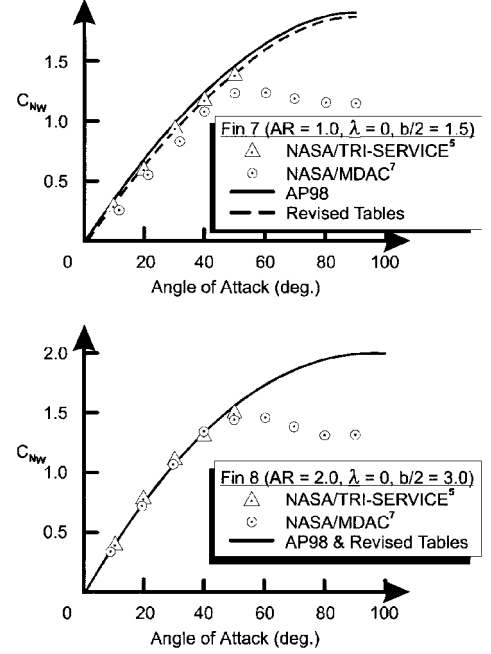 1.5
C_NW
1.0
0.5
Fin 7 (AR = 1.0, λ = 0, b/2 = 1.5)
NASA/TRI-SERVICE⁵
NASA/MDAC⁷
AP98
Revised Tables
0 20 40 60 80 100
Angle of Attack (deg.)
2.0
1.5
C_NW
1.0
0.5
Fin 8 (AR = 2.0, λ = 0, b/2 = 3.0)
NASA/TRI-SERVICE⁵
NASA/MDAC⁷
AP98 & Revised Tables
0 20 40 60 80 100
Angle of Attack (deg.)